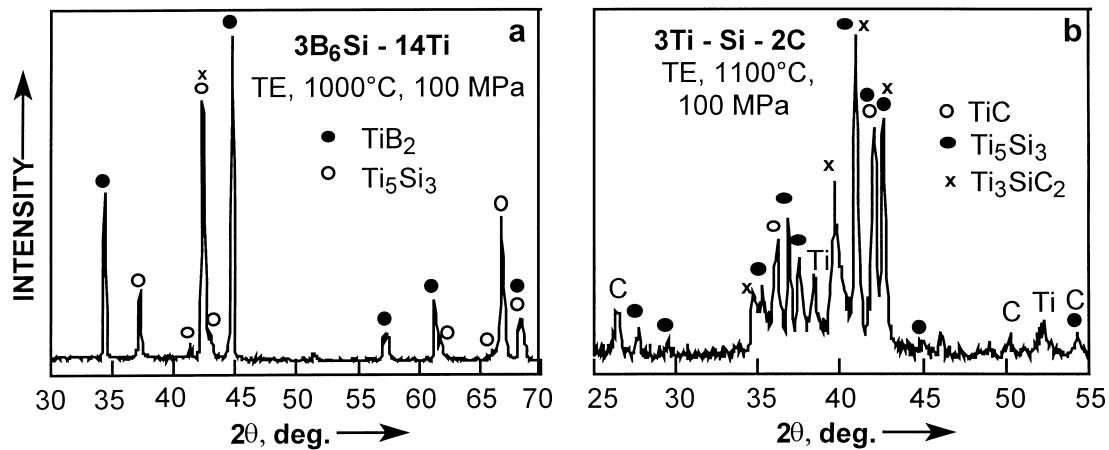 INTENSITY
a
3B6Si - 14Ti
TE, 1000°C, 100 MPa
TiB2
Ti5Si3
x
30 35 40 45 50 55 60 65 70
2θ, deg.
b
3Ti - Si - 2C
TE, 1100°C,
100 MPa
TiC
Ti5Si3
x Ti3SiC2
x
x
x
Ti
x
C
C
Ti
C
25 30 35 40 45 50 55
2θ, deg.